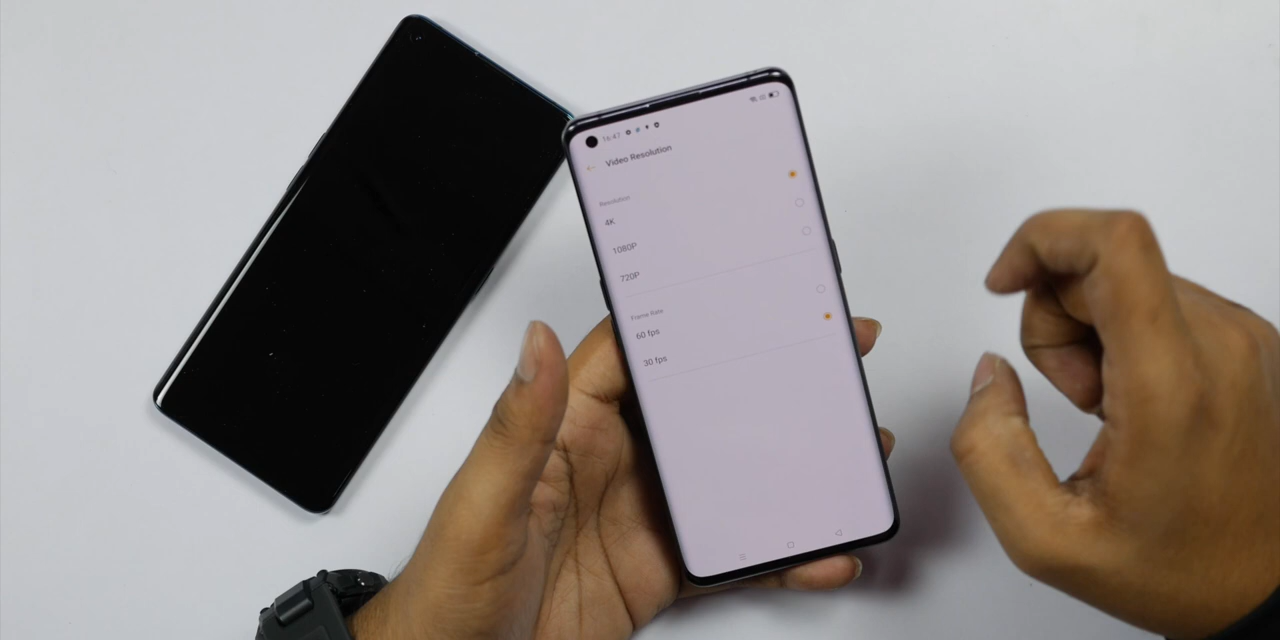 16:47
Video Resolution
Resolution
4K
1080P
720P
Frame Rate
60 fps
30 fps